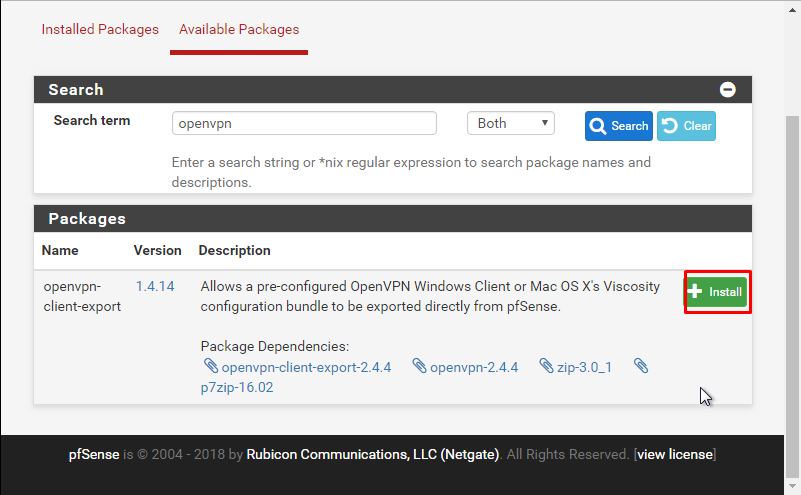 Installed Packages Available Packages
Search
Search term openvpn Both Search Clear
Enter a search string or *nix regular expression to search package names and
descriptions.
Packages
Name Version Description
openvpn-client-export 1.4.14 Allows a pre-configured OpenVPN Windows Client or Mac OS X's Viscosity
configuration bundle to be exported directly from pfSense.
Install
Package Dependencies:
openvpn-client-export-2.4.4 openvpn-2.4.4 zip-3.0_1
p7zip-16.02
pfSense is © 2004 - 2018 by Rubicon Communications, LLC (Netgate). All Rights Reserved. [view license]